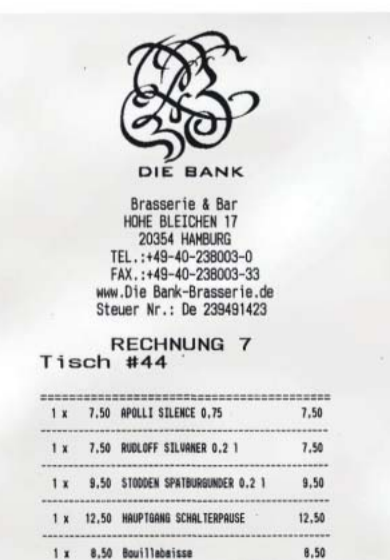 DIE BANK
Brasserie & Bar
HOHE BLEICHEN 17
20354 HAMBURG
TEL.:+49-40-238003-0
FAX.:+49-40-238003-33
www.Die Bank-Brasserie.de
Steuer Nr.: De 239491423
RECHNUNG 7
Tisch #44
1 x 7,50 APOLLI SILENCE 0,75 7,50
1 x 7,50 RUDLOFF SILVANER 0,2 l 7,50
1 x 9,50 STODDEN SPATBURGUNDER 0,2 l 9,50
1 x 12,50 HAUPTGANG SCHALTERPAUSE 12,50
1 x 8,50 Bouillabaisse 8,50